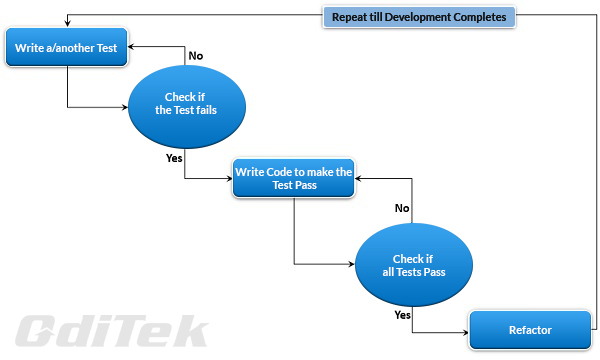 Repeat till Development Completes
Write a/another Test
No
Check if
the Test fails
Yes
Write Code to make the
Test Pass
No
Check if
all Tests Pass
Yes
Refactor
GdiTek